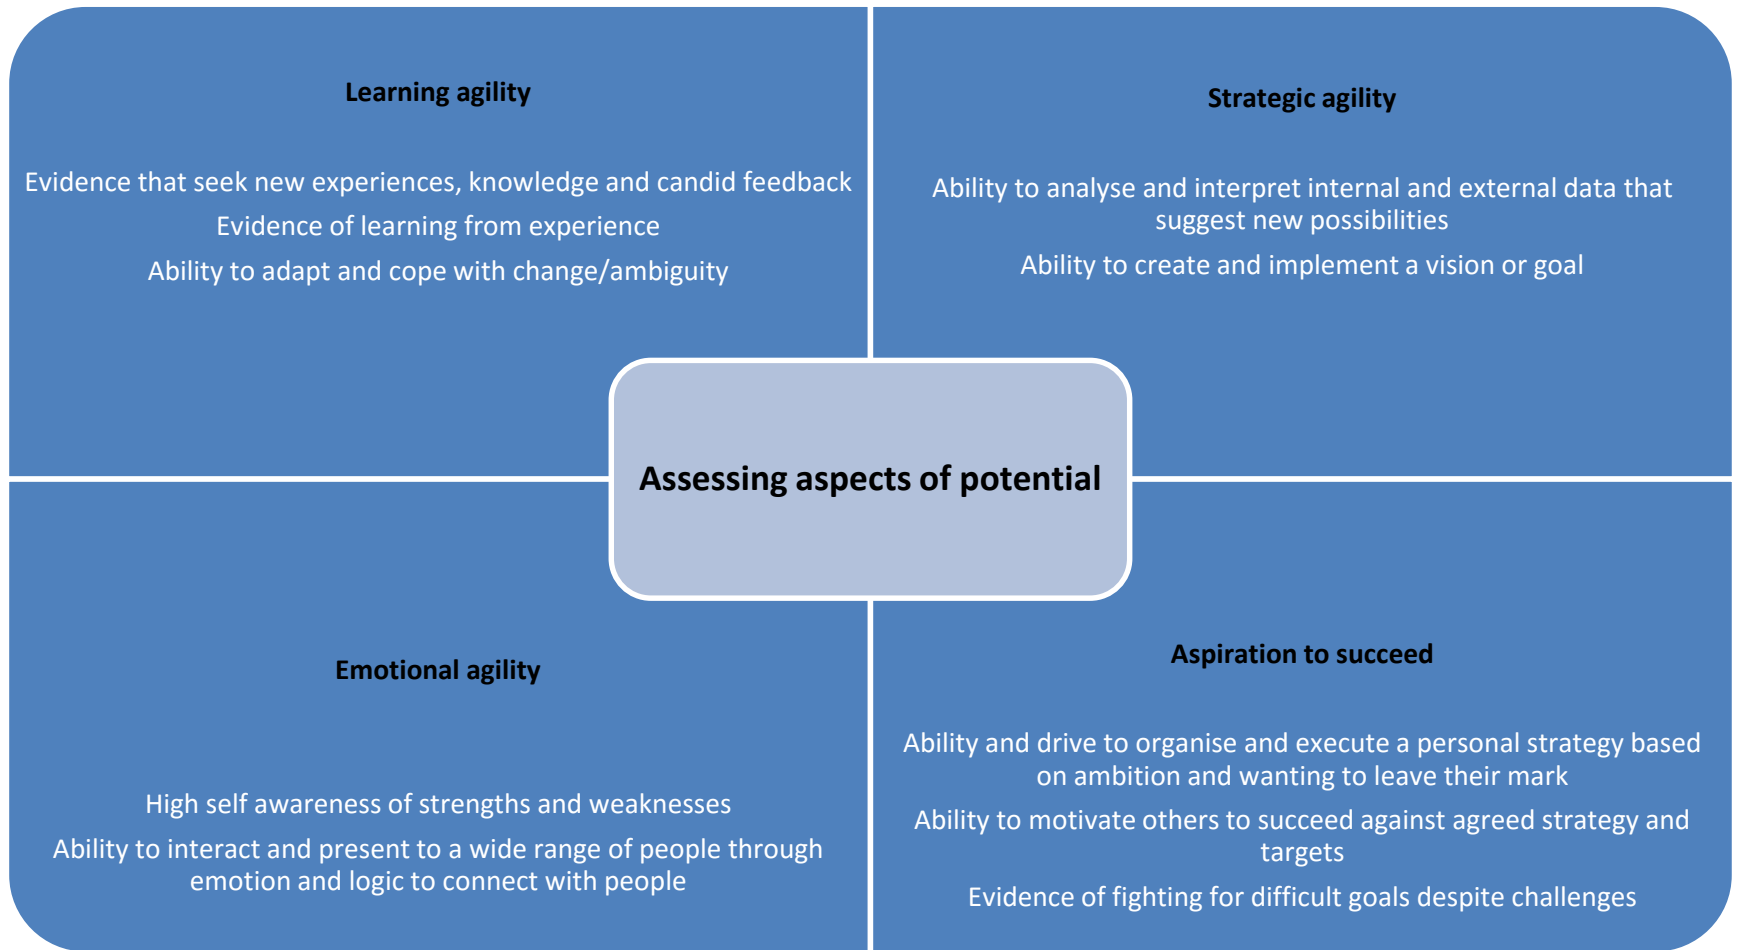 Learning agility
Evidence that seek new experiences, knowledge and candid feedback
Evidence of learning from experience
Ability to adapt and cope with change/ambiguity
Strategic agility
Ability to analyse and interpret internal and external data that
suggest new possibilities
Ability to create and implement a vision or goal
Assessing aspects of potential
Emotional agility
High self awareness of strengths and weaknesses
Ability to interact and present to a wide range of people through
emotion and logic to connect with people
Aspiration to succeed
Ability and drive to organise and execute a personal strategy based
on ambition and wanting to leave their mark
Ability to motivate others to succeed against agreed strategy and
targets
Evidence of fighting for difficult goals despite challenges